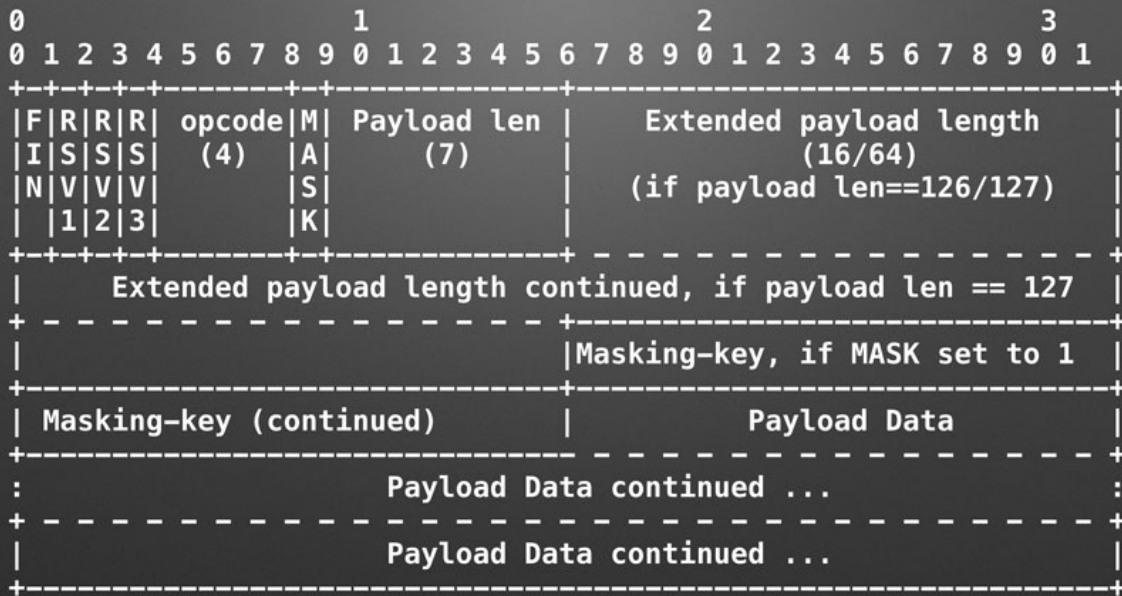 0                   1                   2                   3
0 1 2 3 4 5 6 7 8 9 0 1 2 3 4 5 6 7 8 9 0 1 2 3 4 5 6 7 8 9 0 1
+-+-+-+-+-------+-+-------------+-------------------------------+
|F|R|R|R| opcode|M| Payload len |    Extended payload length    |
|I|S|S|S|  (4)  |A|     (7)     |             (16/64)           |
|N|V|V|V|       |S|             |   (if payload len==126/127)   |
| |1|2|3|       |K|             |                               |
+-+-+-+-+-------+-+-------------+ - - - - - - - - - - - - - - - +
|     Extended payload length continued, if payload len == 127  |
+ - - - - - - - - - - - - - - - +-------------------------------+
|                               |Masking-key, if MASK set to 1  |
+-------------------------------+-------------------------------+
| Masking-key (continued)       |          Payload Data         |
+-------------------------------- - - - - - - - - - - - - - - - +
:                     Payload Data continued ...                :
+ - - - - - - - - - - - - - - - - - - - - - - - - - - - - - - - +
|                     Payload Data continued ...                |
+---------------------------------------------------------------+